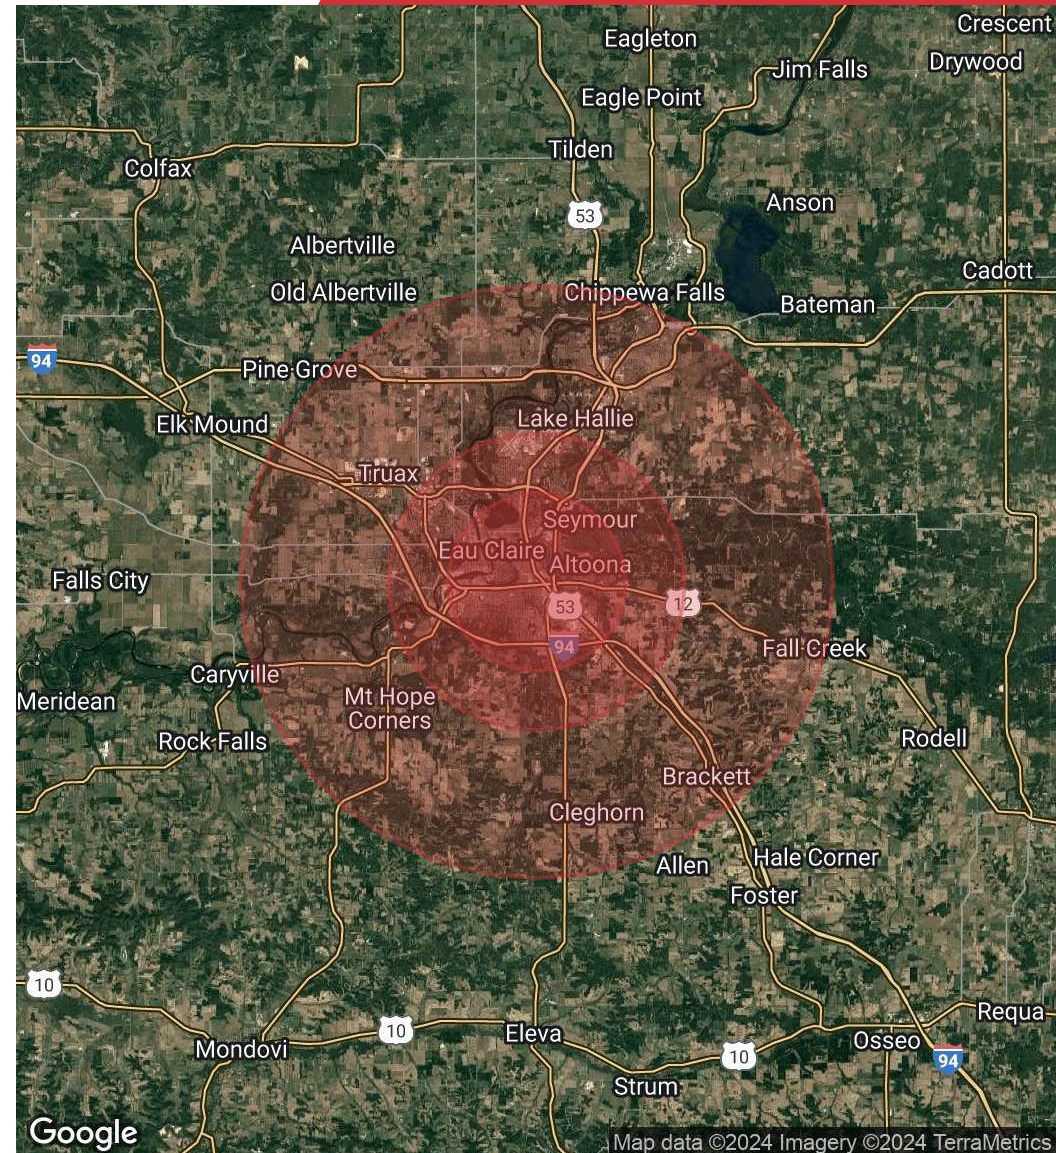 Crescent
Eagleton
Drywood
Jim Falls
Eagle Point
Tilden
Colfax
Anson
53
Albertville
Cadott
Old Albertville
Chippewa Falls
Bateman
94
Pine Grove
Lake Hallie
Elk Mound
Truax
Seymour
Eau Claire
Altoona
Falls City
53
12
94
Fall Creek
Caryville
Meridean
Mt Hope
Corners
Rock Falls
Rodell
Brackett
Cleghorn
Allen
Hale Corner
Foster
10
Requa
10
Eleva
Osseo
Mondovi
10
94
Strum
Google
Map data ©2024 Imagery ©2024 TerraMetrics